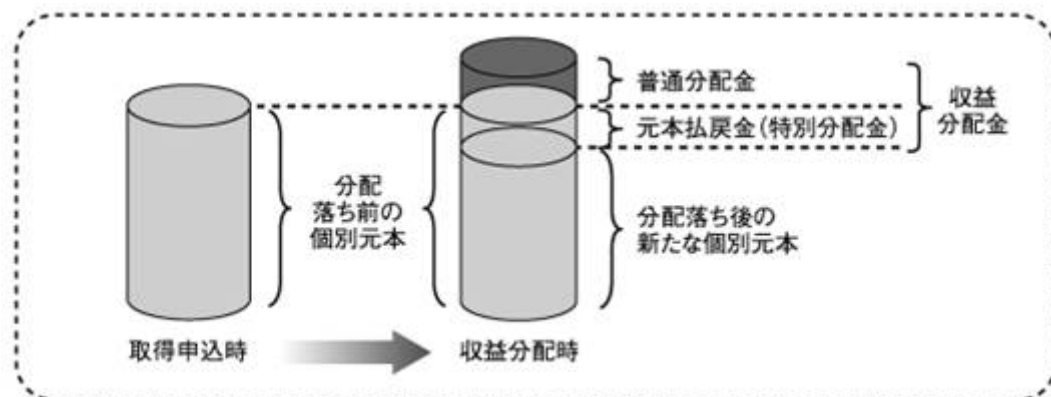 普通分配金
元本払戻金(特別分配金)
収益
分配金
分配
落ち前の
個別元本
分配落ち後の
新たな個別元本
取得申込時
収益分配時